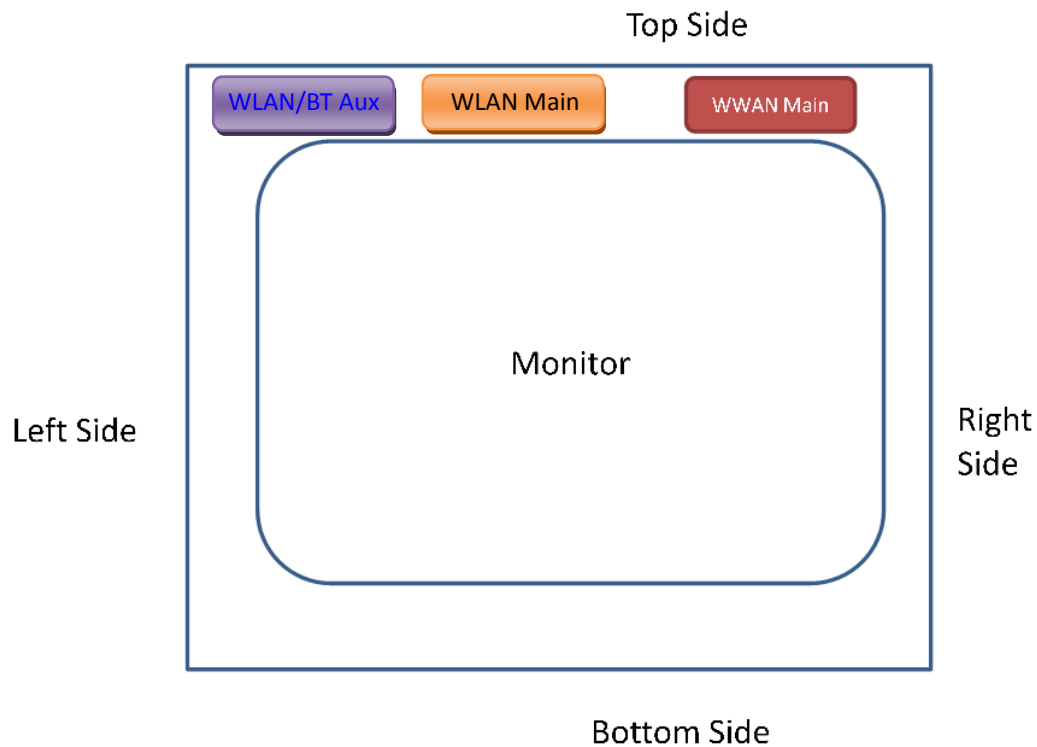 Top Side
WLAN/BT Aux
WLAN Main
WWAN Main
Monitor
Left Side
Right
Side
Bottom Side